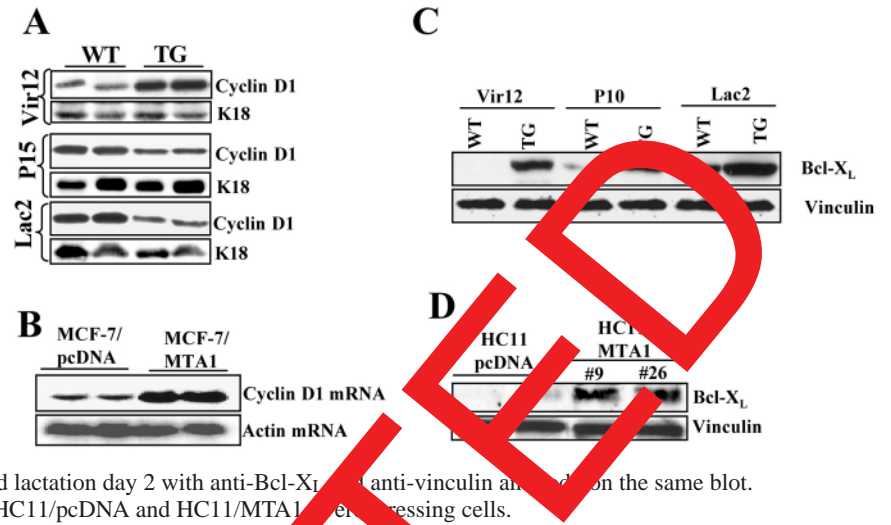 A
WT TG
Vir12
Cyclin D1
K18
P15
Cyclin D1
K18
Lac2
Cyclin D1
K18
B
MCF-7/ pcDNA
MCF-7/ MTA1
Cyclin D1 mRNA
Actin mRNA
C
Vir12 P10 Lac2
WT TG WT WT TG
Bcl-XL
Vinculin
D
HC11 pcDNA
MTA1
#9 #26
Bcl-XL
Vinculin
d lactation day 2 with anti-Bcl-XL anti-vinculin on the same blot.
HC11/pcDNA and HC11/MTA1 cells.
TED